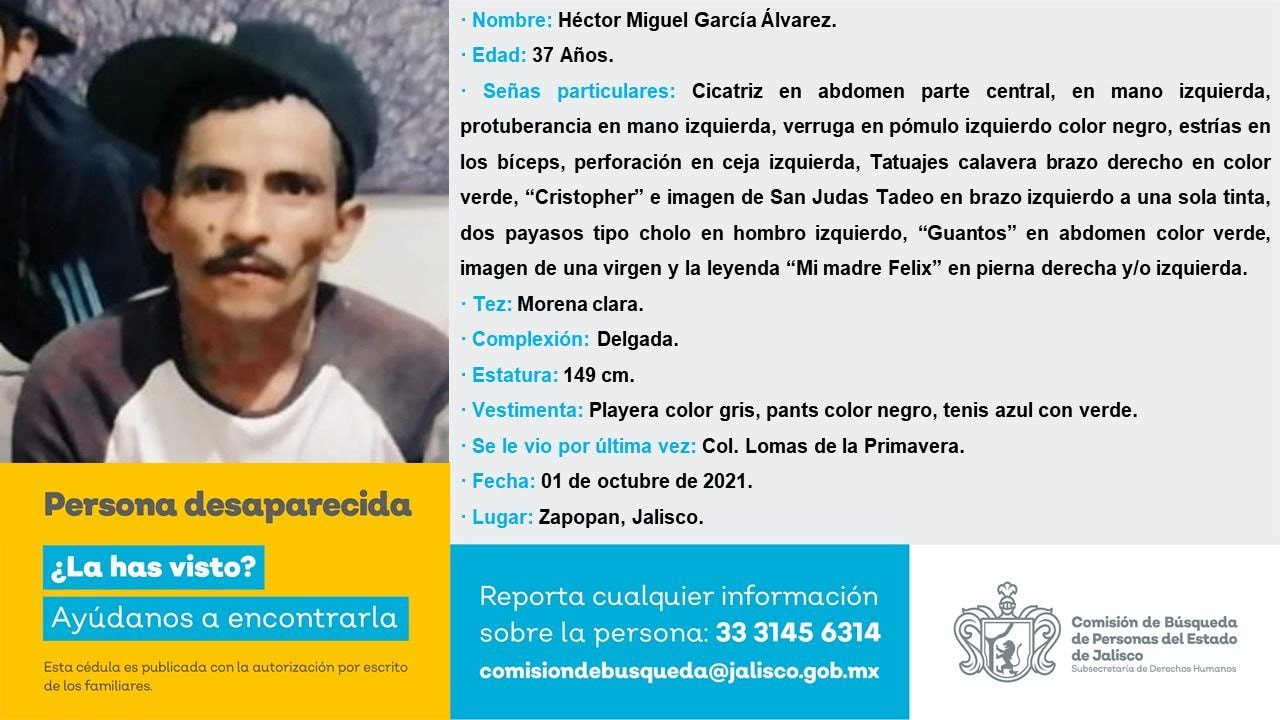 · Nombre: Héctor Miguel García Álvarez.
· Edad: 37 Años.
· Señas particulares: Cicatriz en abdomen parte central, en mano izquierda,
protuberancia en mano izquierda, verruga en pómulo izquierdo color negro, estrías en
los bíceps, perforación en ceja izquierda, Tatuajes calavera brazo derecho en color
verde, “Cristopher” e imagen de San Judas Tadeo en brazo izquierdo a una sola tinta,
dos payasos tipo cholo en hombro izquierdo, “Guantos” en abdomen color verde,
imagen de una virgen y la leyenda “Mi madre Felix” en pierna derecha y/o izquierda.
· Tez: Morena clara.
· Complexión: Delgada.
· Estatura: 149 cm.
· Vestimenta: Playera color gris, pants color negro, tenis azul con verde.
· Se le vio por última vez: Col. Lomas de la Primavera.
· Fecha: 01 de octubre de 2021.
· Lugar: Zapopan, Jalisco.
Persona desaparecida
¿La has visto?
Ayúdanos a encontrarla
Esta cédula es publicada con la autorización por escrito
de los familiares.
Reporta cualquier información
sobre la persona: 33 3145 6314
comisiondebusqueda@jalisco.gob.mx
Comisión de Búsqueda
de Personas del Estado
de Jalisco
Subsecretaría de Derechos Humanos